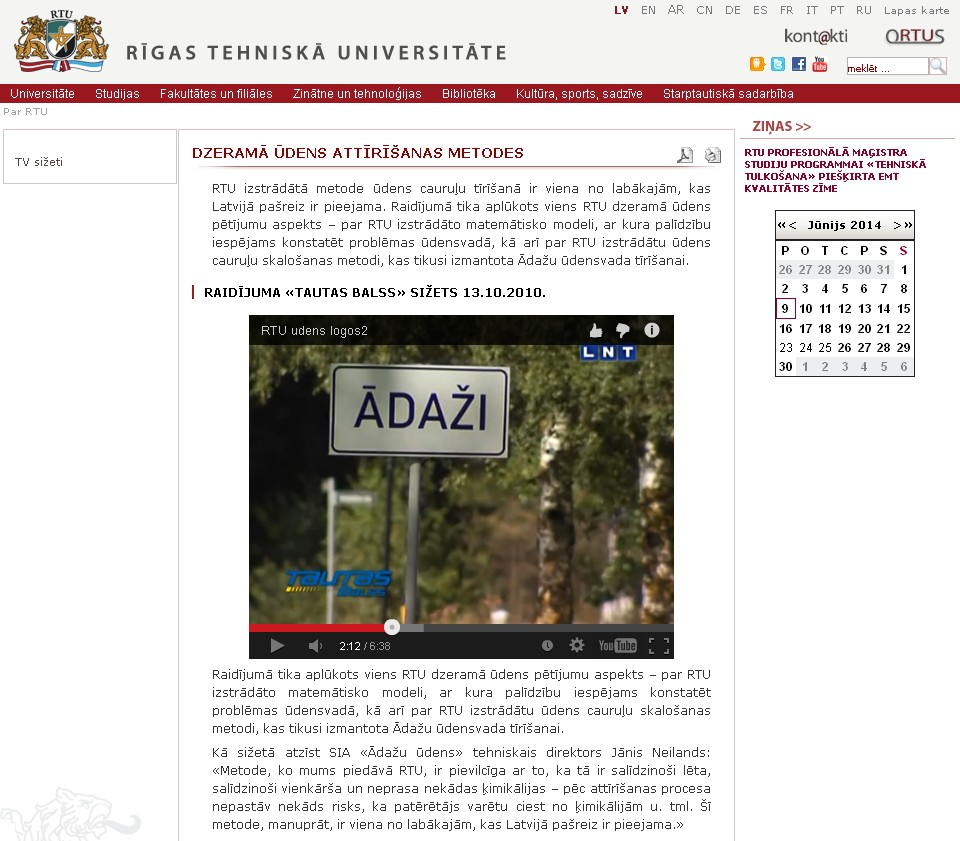 LV EN AR CN DE ES FR IT PT RU Lapas karte
RTU
RĪGAS TEHNISKĀ UNIVERSITĀTE
kont@kti
ORTUS
You Tube
meklēt ...
Universitāte Studijas Fakultātes un filiāles Zinātne un tehnoloģijas Bibliotēka Kultūra, sports, sadzīve Starptautiskā sadarbība
Par RTU
TV sižeti
DZERAMĀ ŪDENS ATTĪRĪŠANAS METODES
RTU izstrādātā metode ūdens cauruļu tīrīšanā ir viena no labākajām, kas
Latvijā pašreiz ir pieejama. Raidījumā tika aplūkots viens RTU dzeramā ūdens
pētījumu aspekts – par RTU izstrādāto matemātisko modeli, ar kura palīdzību
iespējams konstatēt problēmas ūdensvadā, kā arī par RTU izstrādātu ūdens
cauruļu skalošanas metodi, kas tikusi izmantota Ādažu ūdensvada tīrīšanai.
RAIDĪJUMA «TAUTAS BALSS» SIŽETS 13.10.2010.
RTU udens logos2
LNT
ĀDAŽI
TAUTAS
BALSS
2:12 / 6:38
YouTube
Raidījumā tika aplūkots viens RTU dzeramā ūdens pētījumu aspekts – par RTU
izstrādāto matemātisko modeli, ar kura palīdzību iespējams konstatēt
problēmas ūdensvadā, kā arī par RTU izstrādātu ūdens cauruļu skalošanas
metodi, kas tikusi izmantota Ādažu ūdensvada tīrīšanai.
Kā sižetā atzīst SIA «Ādažu ūdens» tehniskais direktors Jānis Neilands:
«Metode, ko mums piedāvā RTU, ir pievilcīga ar to, ka tā ir salīdzinoši lēta,
salīdzinoši vienkārša un neprasa nekādas ķimikālijas – pēc attīrīšanas procesa
nepastāv nekāds risks, ka patērētājs varētu ciest no ķimikālijām u. tml. Šī
metode, manuprāt, ir viena no labākajām, kas Latvijā pašreiz ir pieejama.»
ZIŅAS >>
RTU PROFESIONĀLĀ MAĢISTRA
STUDIJU PROGRAMMAI «TEHNISKĀ
TULKOŠANA» PIEŠĶIRTA EMT
KVALITĀTES ZĪME
«< Jūnijs 2014 >»
P O T C P S S
26 27 28 29 30 31 1
2 3 4 5 6 7 8
9 10 11 12 13 14 15
16 17 18 19 20 21 22
23 24 25 26 27 28 29
30 1 2 3 4 5 6